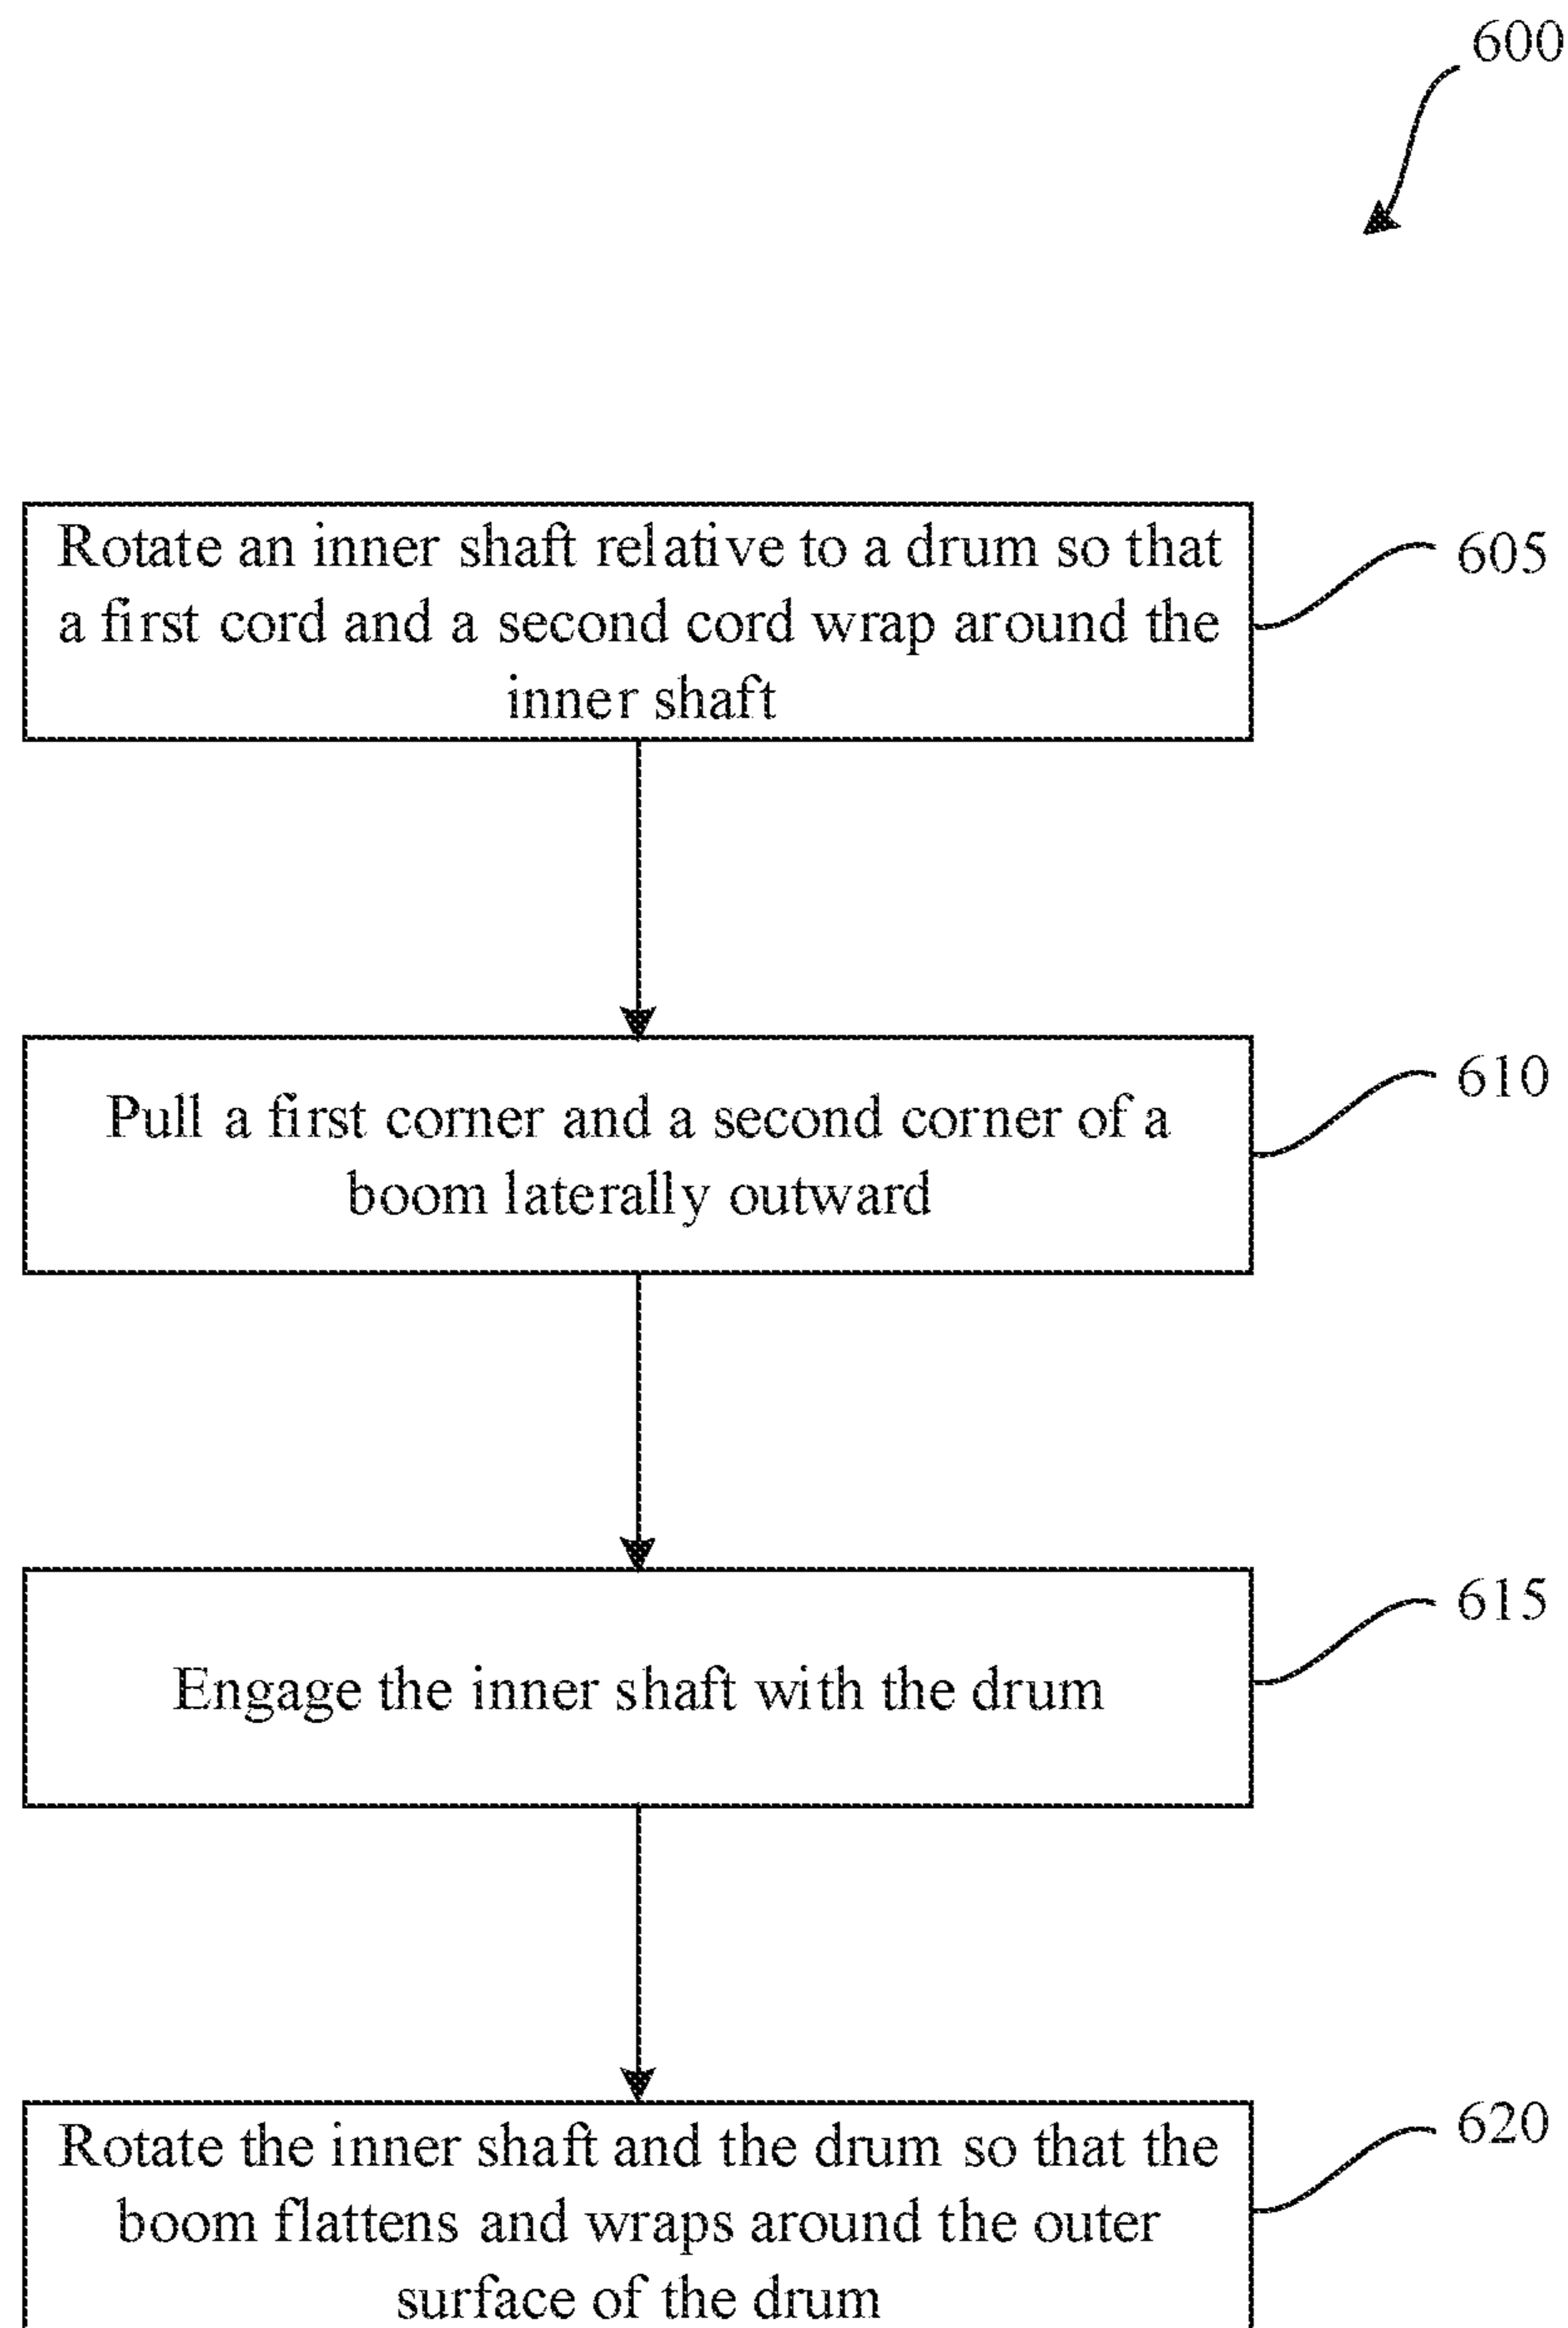 600
Rotate an inner shaft relative to a drum so that
a first cord and a second cord wrap around the
inner shaft
605
Pull a first corner and a second corner of a
boom laterally outward
610
Engage the inner shaft with the drum
615
Rotate the inner shaft and the drum so that the
boom flattens and wraps around the outer
surface of the drum
620